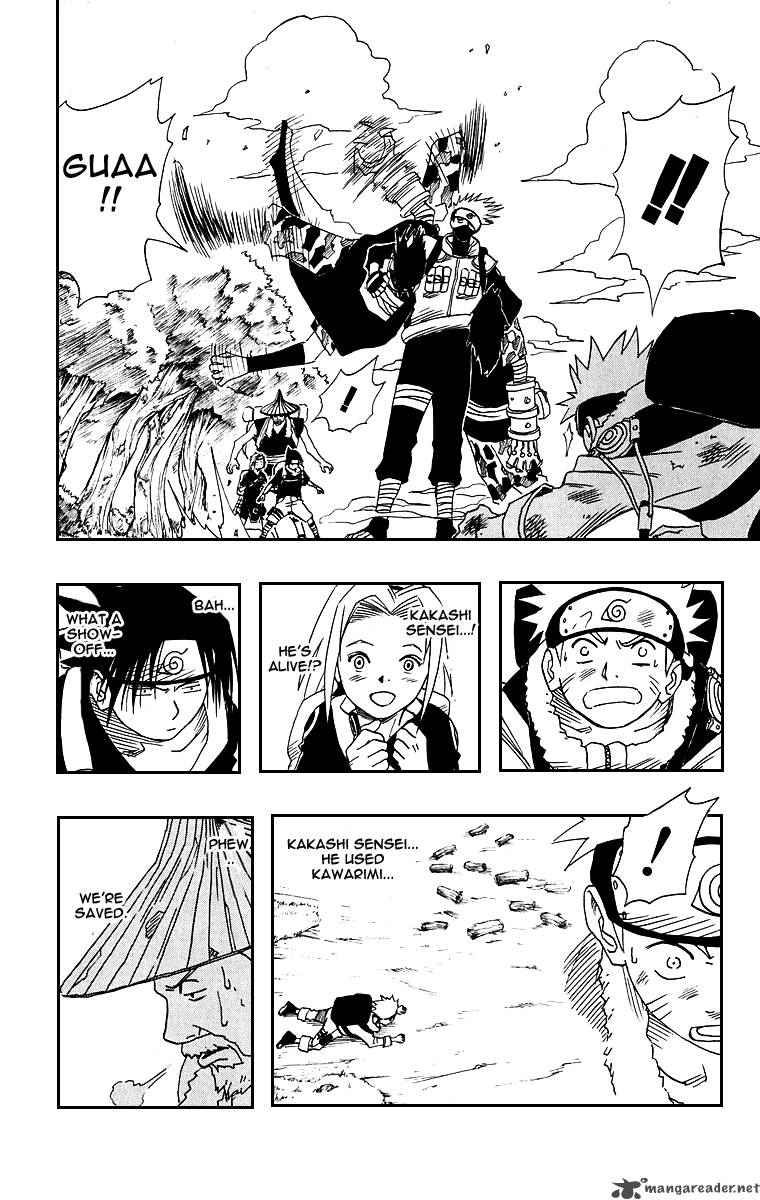 !!
GUAA
!!
!
KAKASHI
SENSEI...!
HE'S
ALIVE!?
BAH...
WHAT A
SHOW-
OFF...
!
KAKASHI SENSEI...
HE USED
KAWARIMI...
PHEW.
..
WE'RE
SAVED.
mangareader.net